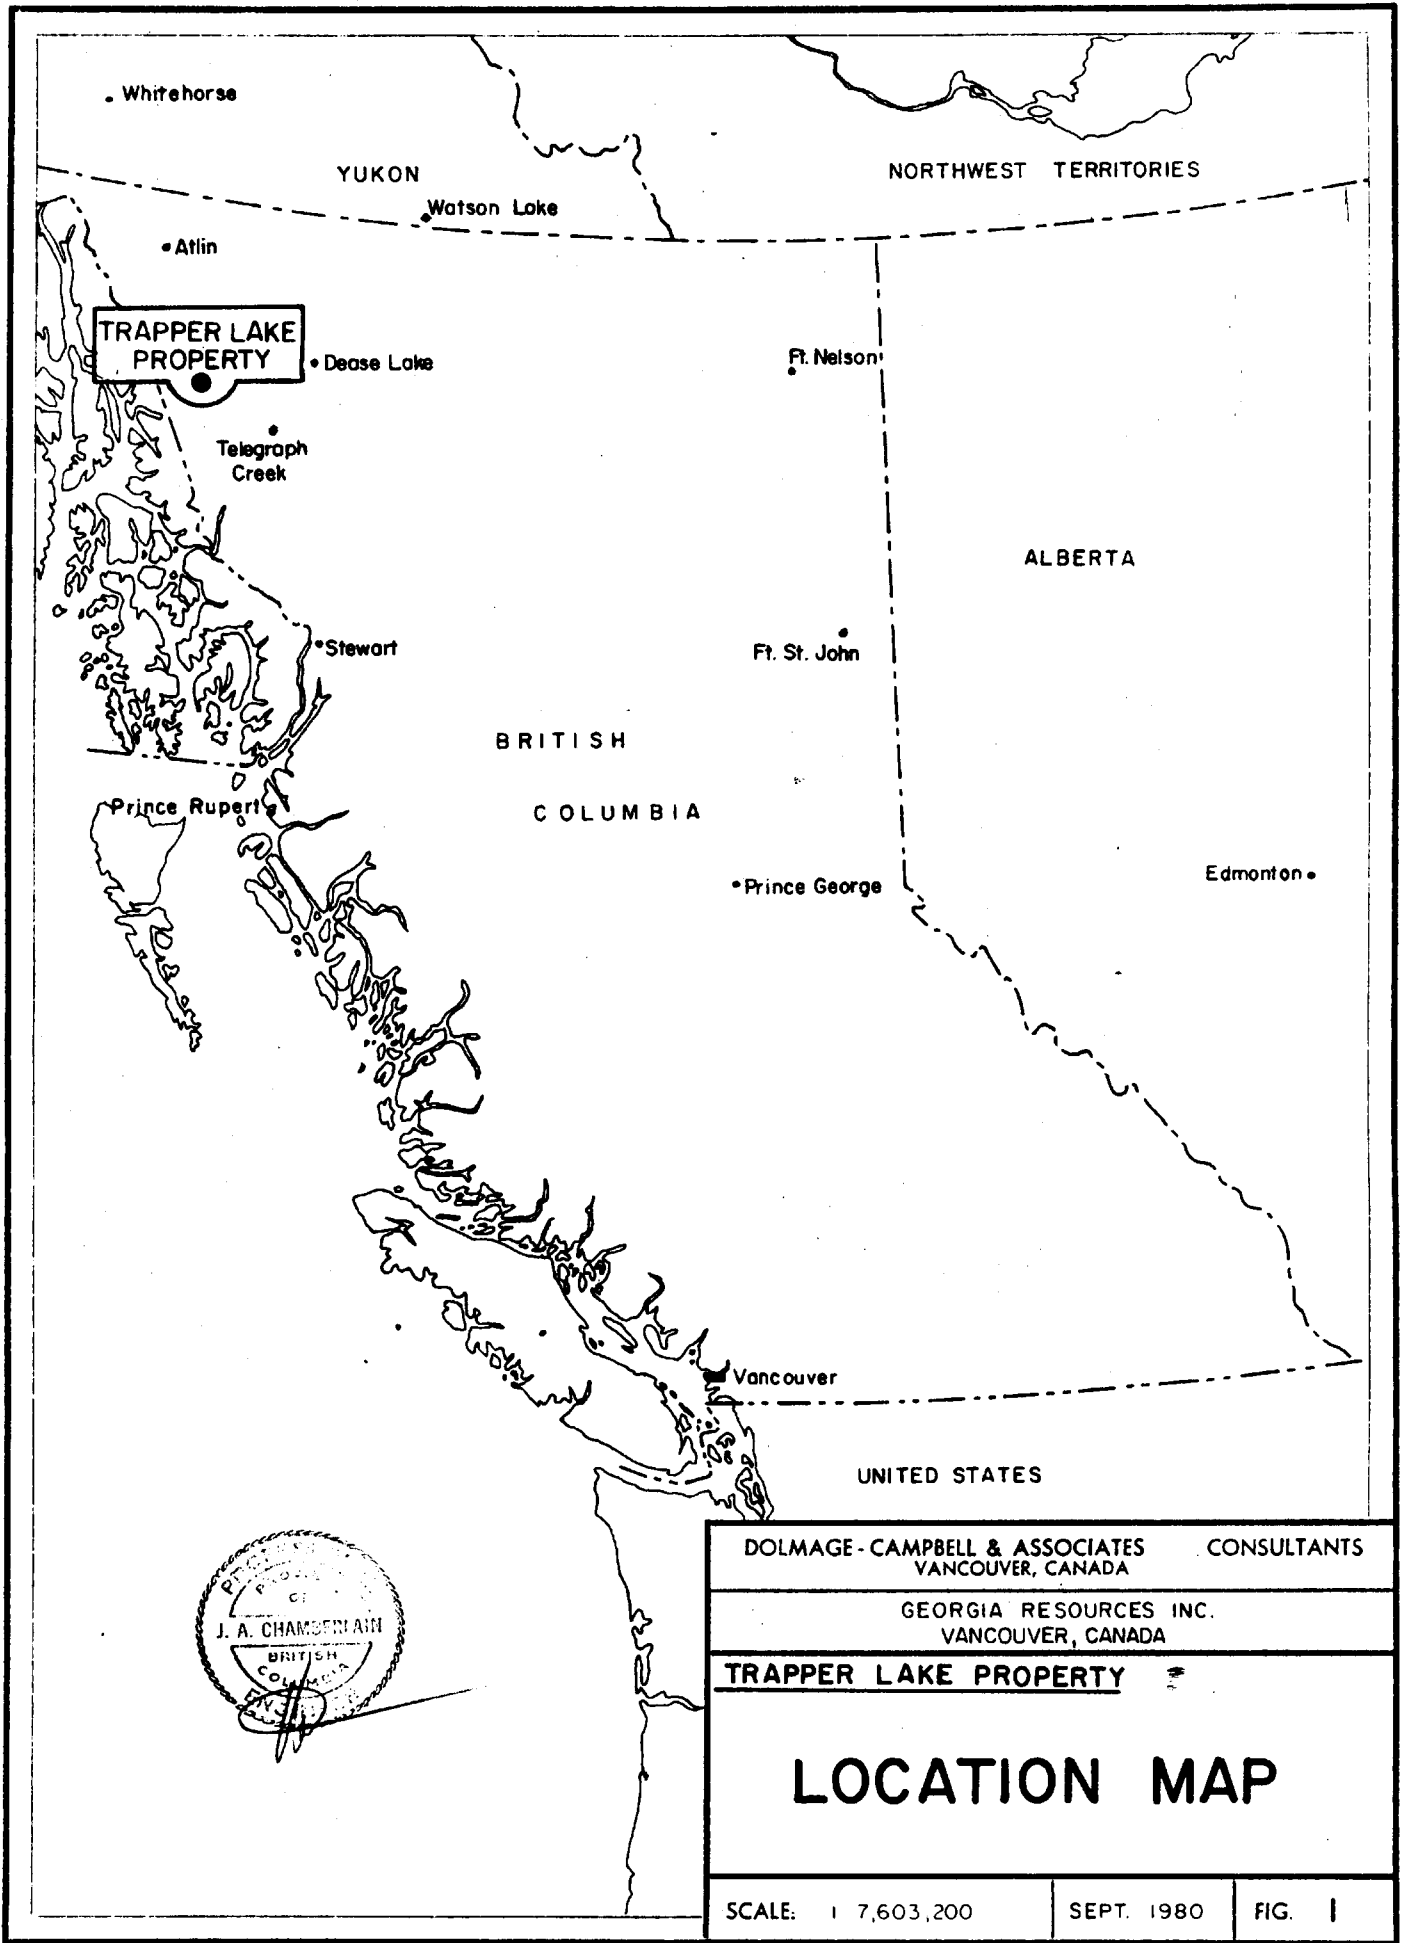 Whitehorse
YUKON
NORTHWEST TERRITORIES
Watson Lake
Atlin
TRAPPER LAKE
PROPERTY
Dease Lake
Ft. Nelson
Telegraph
Creek
ALBERTA
Stewart
Ft. St. John
BRITISH
COLUMBIA
Prince Rupert
Prince George
Edmonton
Vancouver
UNITED STATES
OF
J. A. CHAMBERLAIN
BRITISH
COLUMBIA
DOLMAGE - CAMPBELL & ASSOCIATES CONSULTANTS
VANCOUVER, CANADA
GEORGIA RESOURCES INC.
VANCOUVER, CANADA
TRAPPER LAKE PROPERTY
LOCATION MAP
SCALE: 1 7,603,200
SEPT. 1980
FIG. 1